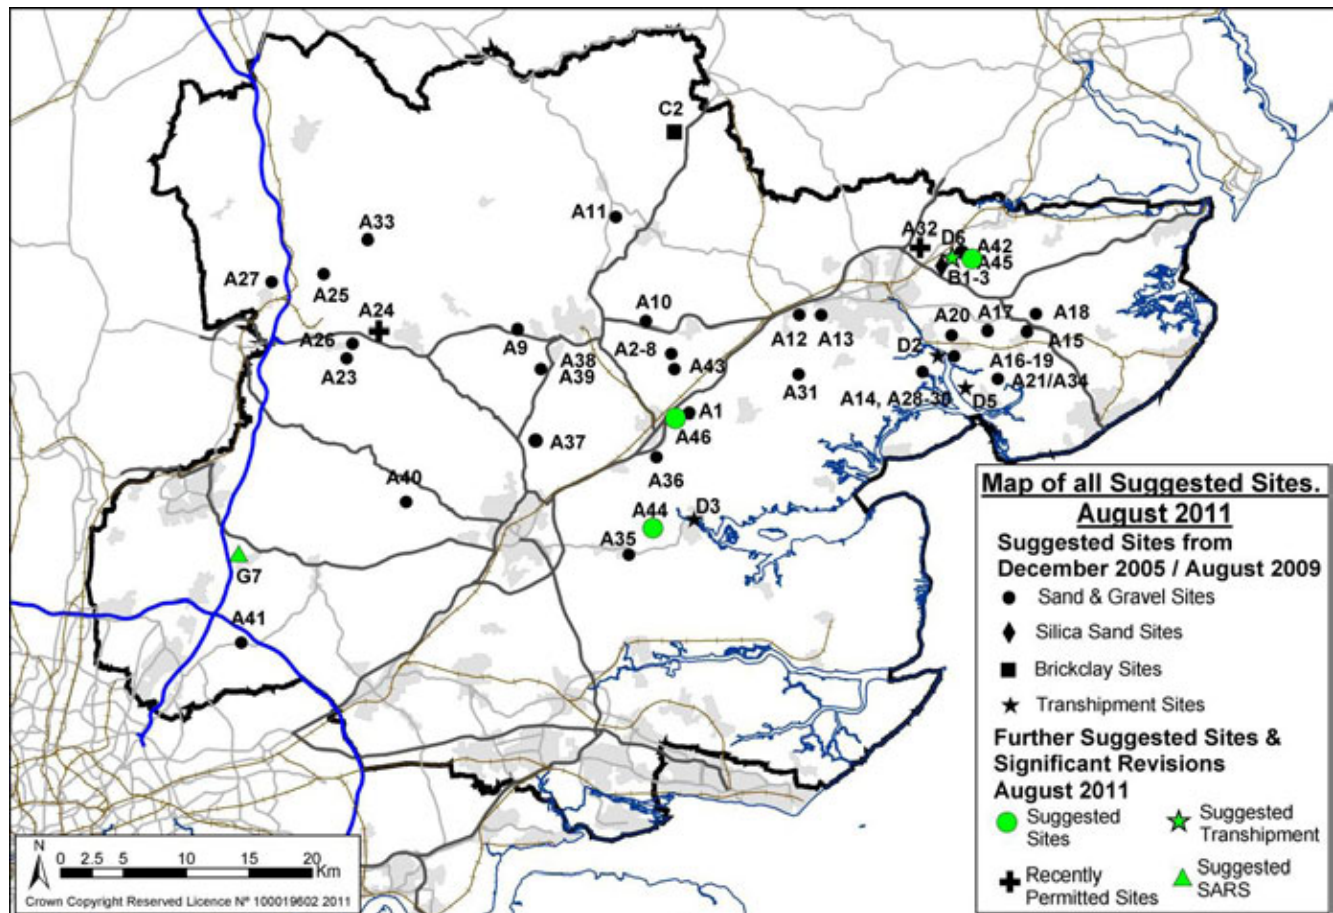 C2
A11
A33
A32
D6
A42
A45
B1-3
A27
A25
A24
A10
A12
A13
A20
A17
A18
A15
A26
A23
A9
A38
A39
A2-8
A43
A31
D2
A16-19
A21/A34
A14, A28-30
D5
A1
A46
A37
A36
A40
A44
D3
A35
G7
A41
Map of all Suggested Sites.
August 2011
Suggested Sites from
December 2005 / August 2009
Sand & Gravel Sites
Silica Sand Sites
Brickclay Sites
Transhipment Sites
Further Suggested Sites &
Significant Revisions
August 2011
Suggested
Sites
Suggested
Transhipment
Recently
Permitted Sites
Suggested
SARS
N
0 2.5 5 10 15 20
Km
Crown Copyright Reserved Licence Nº 100019602 2011